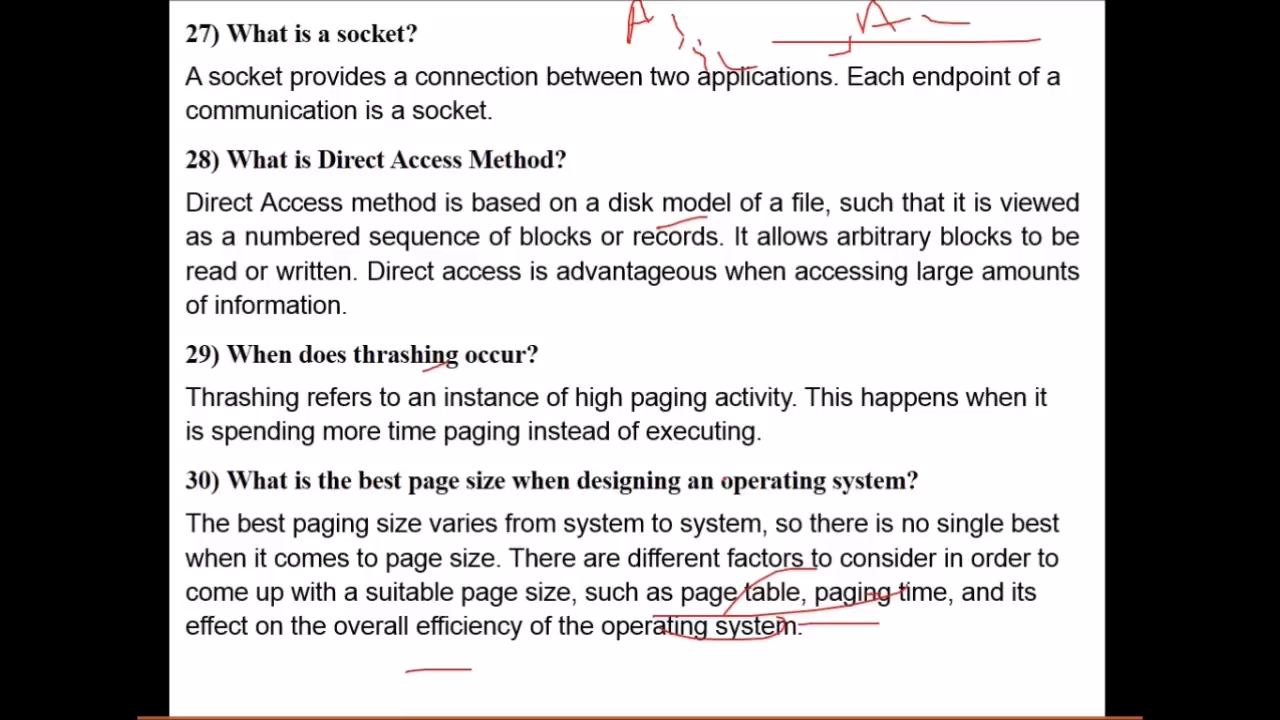 27) What is a socket?
A socket provides a connection between two applications. Each endpoint of a
communication is a socket.
28) What is Direct Access Method?
Direct Access method is based on a disk model of a file, such that it is viewed
as a numbered sequence of blocks or records. It allows arbitrary blocks to be
read or written. Direct access is advantageous when accessing large amounts
of information.
29) When does thrashing occur?
Thrashing refers to an instance of high paging activity. This happens when it
is spending more time paging instead of executing.
30) What is the best page size when designing an operating system?
The best paging size varies from system to system, so there is no single best
when it comes to page size. There are different factors to consider in order to
come up with a suitable page size, such as page table, paging time, and its
effect on the overall efficiency of the operating system.